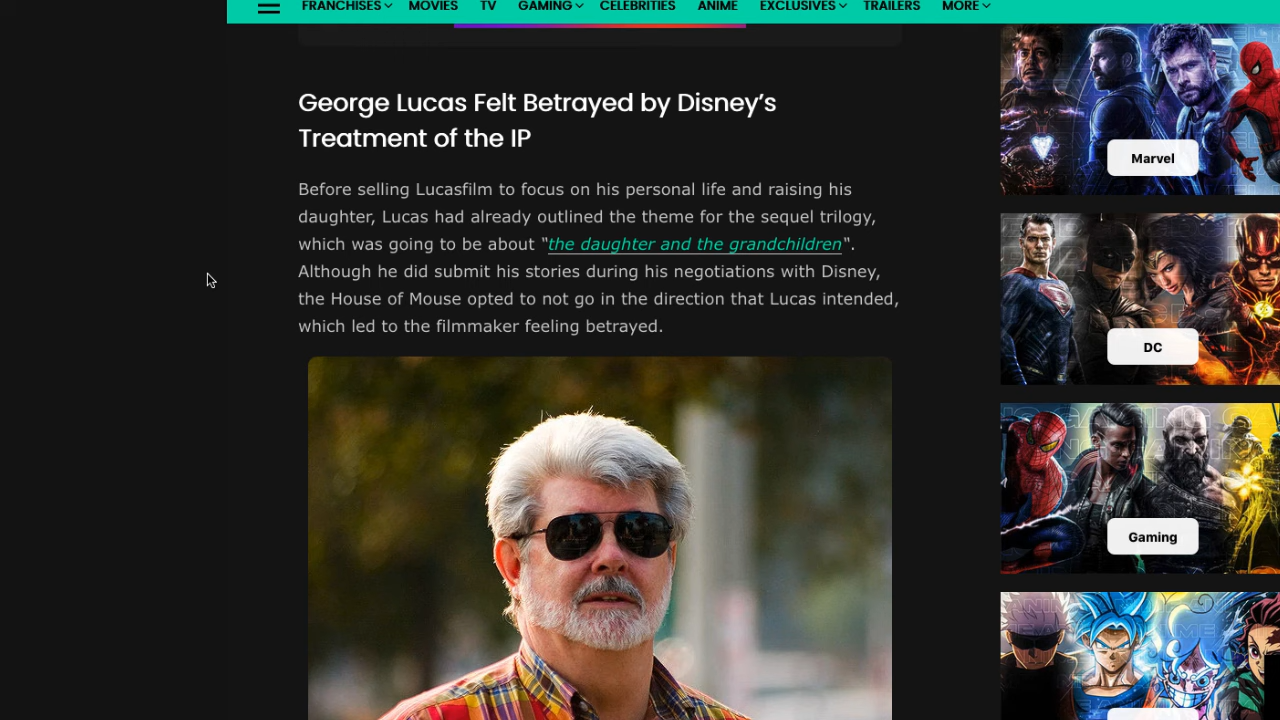 FRANCHISES MOVIES TV GAMING CELEBRITIES ANIME EXCLUSIVES TRAILERS MORE
George Lucas Felt Betrayed by Disney’s
Treatment of the IP
Before selling Lucasfilm to focus on his personal life and raising his
daughter, Lucas had already outlined the theme for the sequel trilogy,
which was going to be about “the daughter and the grandchildren“.
Although he did submit his stories during his negotiations with Disney,
the House of Mouse opted to not go in the direction that Lucas intended,
which led to the filmmaker feeling betrayed.
Marvel
DC
Gaming